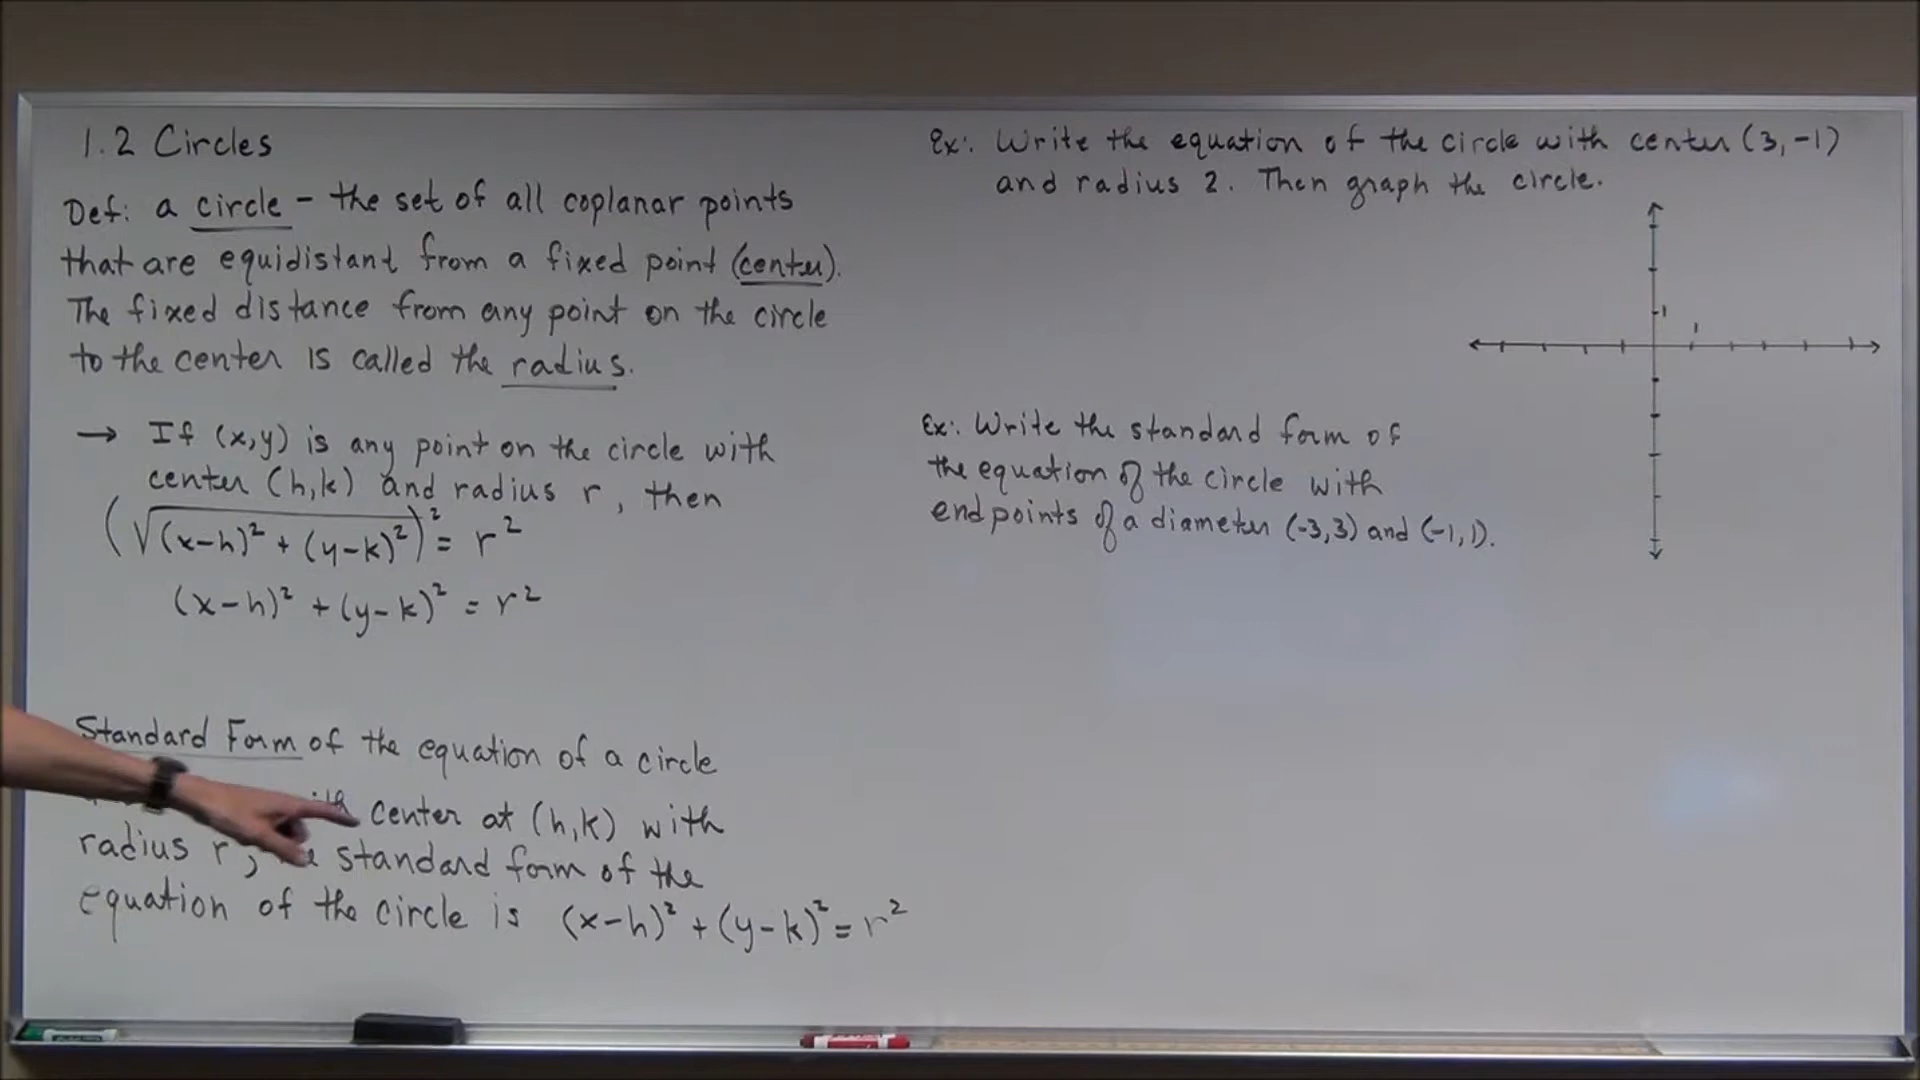 1.2 Circles
Def: a circle - the set of all coplanar points
that are equidistant from a fixed point (center).
The fixed distance from any point on the circle
to the center is called the radius.
→ If (x,y) is any point on the circle with
center (h,k) and radius r, then
(√(x-h)² + (y-k)²)² = r²
(x-h)² + (y-k)² = r²
Standard Form of the equation of a circle
center at (h,k) with
radius r, standard form of the
equation of the circle is (x-h)² + (y-k)² = r²
Ex: Write the equation of the circle with center (3,-1)
and radius 2. Then graph the circle.
1
1
Ex: Write the standard form of
the equation of the circle with
endpoints of a diameter (-3,3) and (-1,1).